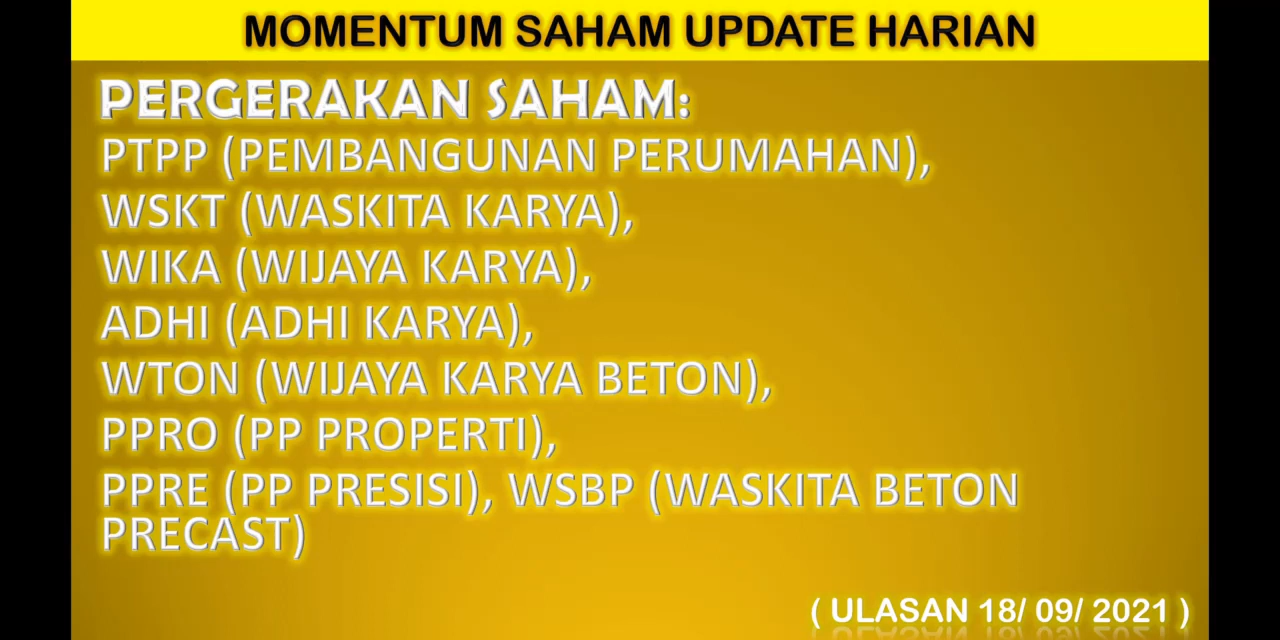 MOMENTUM SAHAM UPDATE HARIAN
PERGERAKAN SAHAM:
PTPP (PEMBANGUNAN PERUMAHAN),
WSKT (WASKITA KARYA),
WIKA (WIJAYA KARYA),
ADHI (ADHI KARYA),
WTON (WIJAYA KARYA BETON),
PPRO (PP PROPERTI),
PPRE (PP PRESISI), WSBP (WASKITA BETON
PRECAST)
( ULASAN 18/ 09/ 2021 )